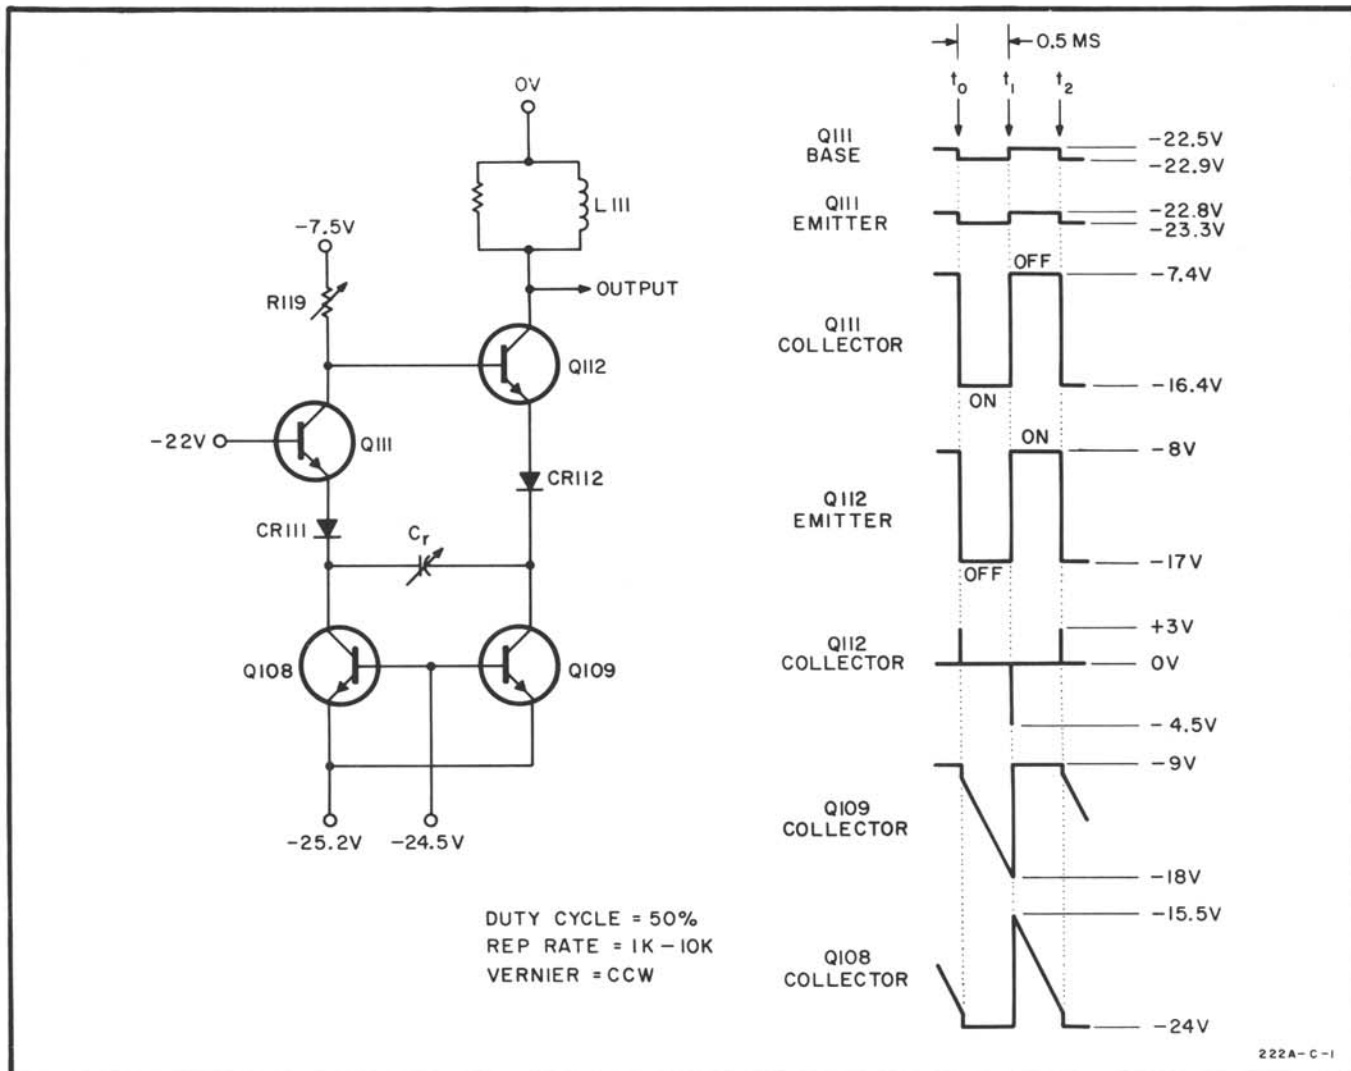 0V
L111
-7.5V
R119
OUTPUT
Q112
-22V
Q111
CR112
CR111
Cr
Q108
Q109
-25.2V
-24.5V
DUTY CYCLE = 50%
REP RATE = 1K-10K
VERNIER = CCW
0.5 MS
t0 t1 t2
Q111
BASE
-22.5V
-22.9V
Q111
EMITTER
-22.8V
-23.3V
Q111
COLLECTOR
OFF
-7.4V
ON
-16.4V
Q112
EMITTER
ON
-8V
OFF
-17V
Q112
COLLECTOR
+3V
0V
-4.5V
Q109
COLLECTOR
-9V
-18V
Q108
COLLECTOR
-15.5V
-24V
222A-C-1